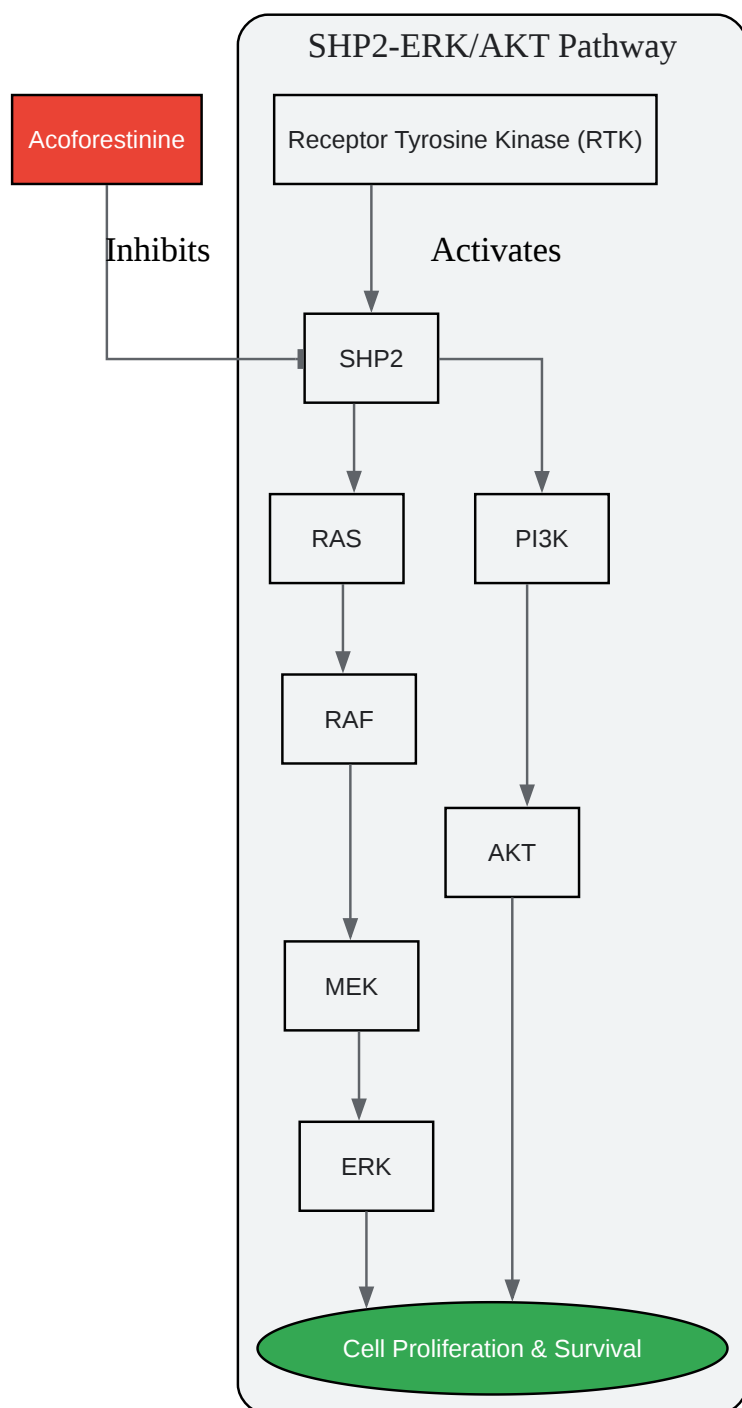 SHP2-ERK/AKT Pathway
Acoforestinine
Receptor Tyrosine Kinase (RTK)
Inhibits
Activates
SHP2
RAS
PI3K
RAF
AKT
MEK
ERK
Cell Proliferation & Survival